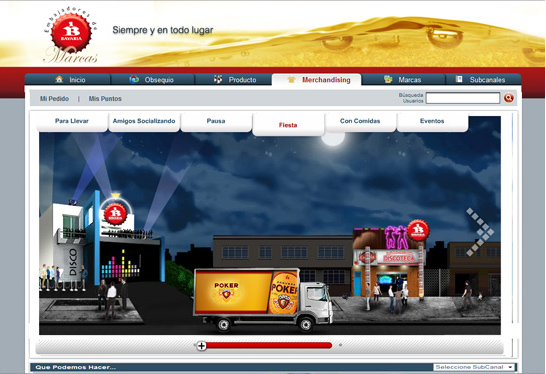 Embajadores de
BAVARIA
Marcas
Siempre y en todo lugar
Inicio
Obsequio
Producto
Merchandising
Marcas
Subcanales
Mi Pedido | Mis Puntos
Búsqueda
Usuarios
Para Llevar
Amigos Socializando
Pausa
Fiesta
Con Comidas
Eventos
DISCO
DISCOTECA
POKER
POKER
Que Podemos Hacer...
Seleccione SubCanal